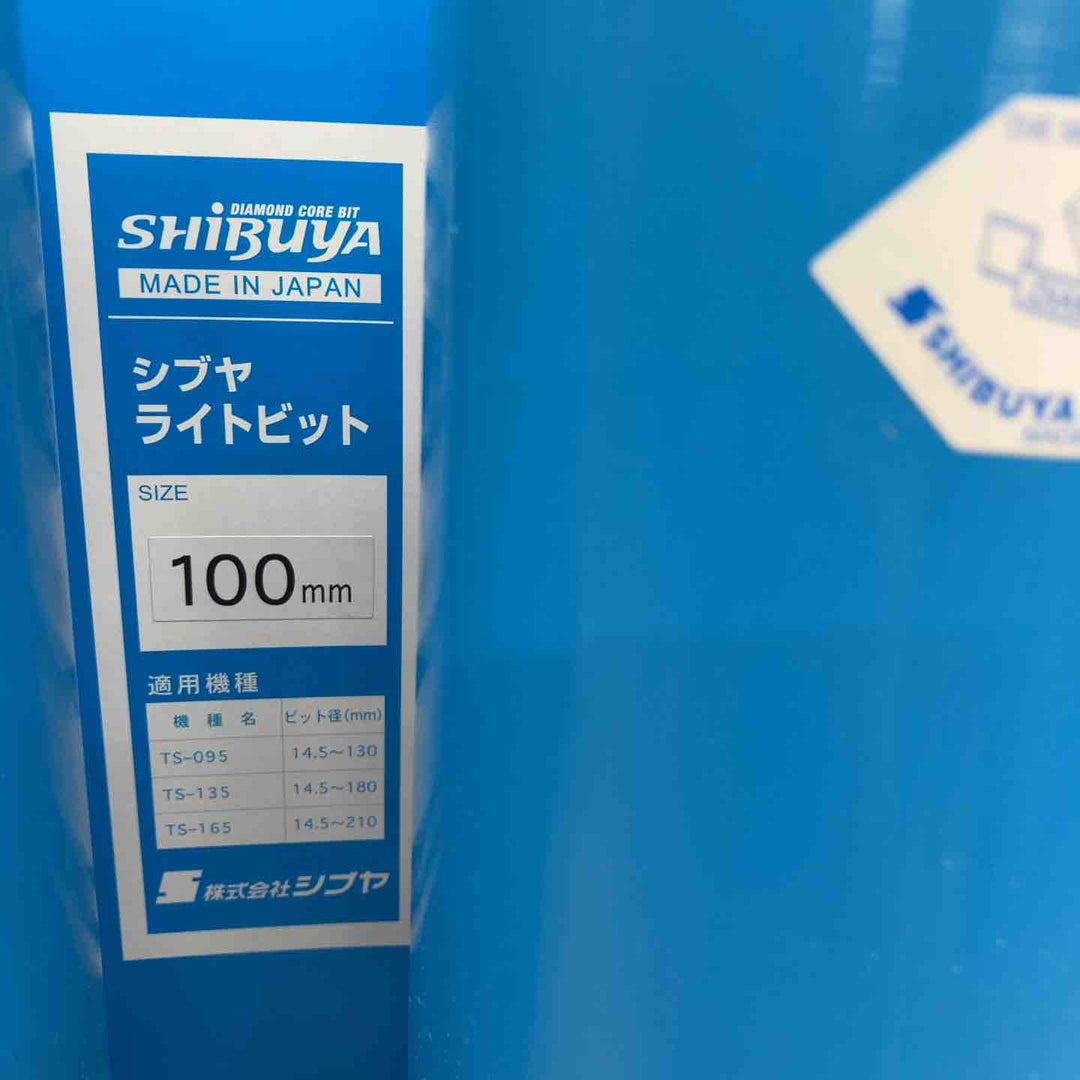 DIAMOND CORE BIT
SHiBUYA
MADE IN JAPAN
シブヤ
ライトビット
SIZE
100mm
適用機種
機種名 ビット径(mm)
TS-095 14.5〜130
TS-135 14.5〜180
TS-165 14.5〜210
株式会社シブヤ
SHIBUYA